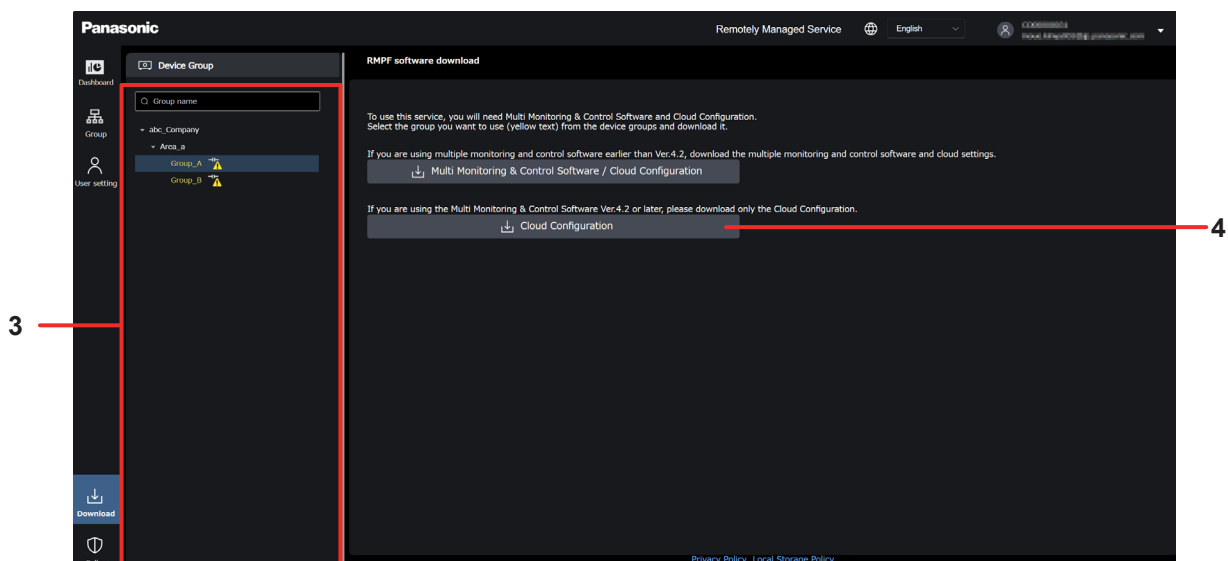 Panasonic
Remotely Managed Service
English
Dashboard
Group
User setting
Download
Device Group
Group name
abc_Company
Area_a
Group_A
Group_B
RMPF software download
To use this service, you will need Multi Monitoring & Control Software and Cloud Configuration.
Select the group you want to use (yellow text) from the device groups and download it.
If you are using multiple monitoring and control software earlier than Ver.4.2, download the multiple monitoring and control software and cloud settings.
Multi Monitoring & Control Software / Cloud Configuration
If you are using the Multi Monitoring & Control Software Ver.4.2 or later, please download only the Cloud Configuration.
Cloud Configuration
Privacy Policy Local Storage Policy
3
4